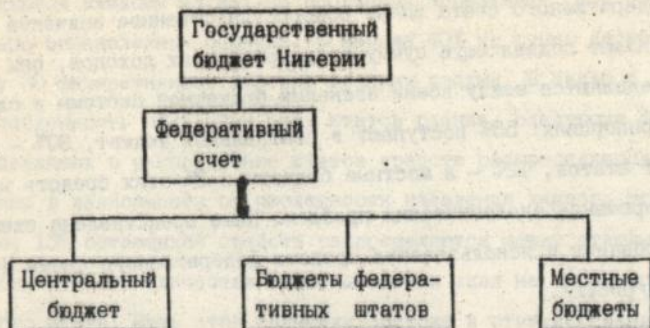 Государственный
бюджет Нигерии
Федеративный
счет
Центральный
бюджет
Бюджеты федера-
тивных штатов
Местные
бюджеты